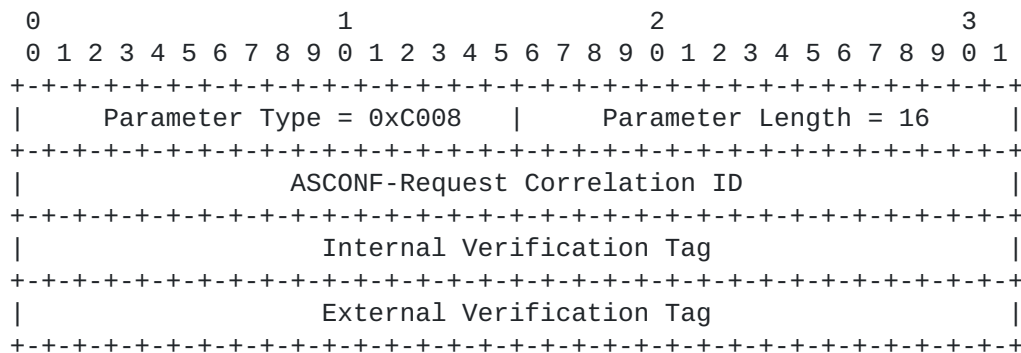 0                   1                   2                   3
 0 1 2 3 4 5 6 7 8 9 0 1 2 3 4 5 6 7 8 9 0 1 2 3 4 5 6 7 8 9 0 1
+-+-+-+-+-+-+-+-+-+-+-+-+-+-+-+-+-+-+-+-+-+-+-+-+-+-+-+-+-+-+-+-+
|     Parameter Type = 0xC008   |     Parameter Length = 16     |
+-+-+-+-+-+-+-+-+-+-+-+-+-+-+-+-+-+-+-+-+-+-+-+-+-+-+-+-+-+-+-+-+
|                 ASCONF-Request Correlation ID                 |
+-+-+-+-+-+-+-+-+-+-+-+-+-+-+-+-+-+-+-+-+-+-+-+-+-+-+-+-+-+-+-+-+
|                   Internal Verification Tag                   |
+-+-+-+-+-+-+-+-+-+-+-+-+-+-+-+-+-+-+-+-+-+-+-+-+-+-+-+-+-+-+-+-+
|                   External Verification Tag                   |
+-+-+-+-+-+-+-+-+-+-+-+-+-+-+-+-+-+-+-+-+-+-+-+-+-+-+-+-+-+-+-+-+